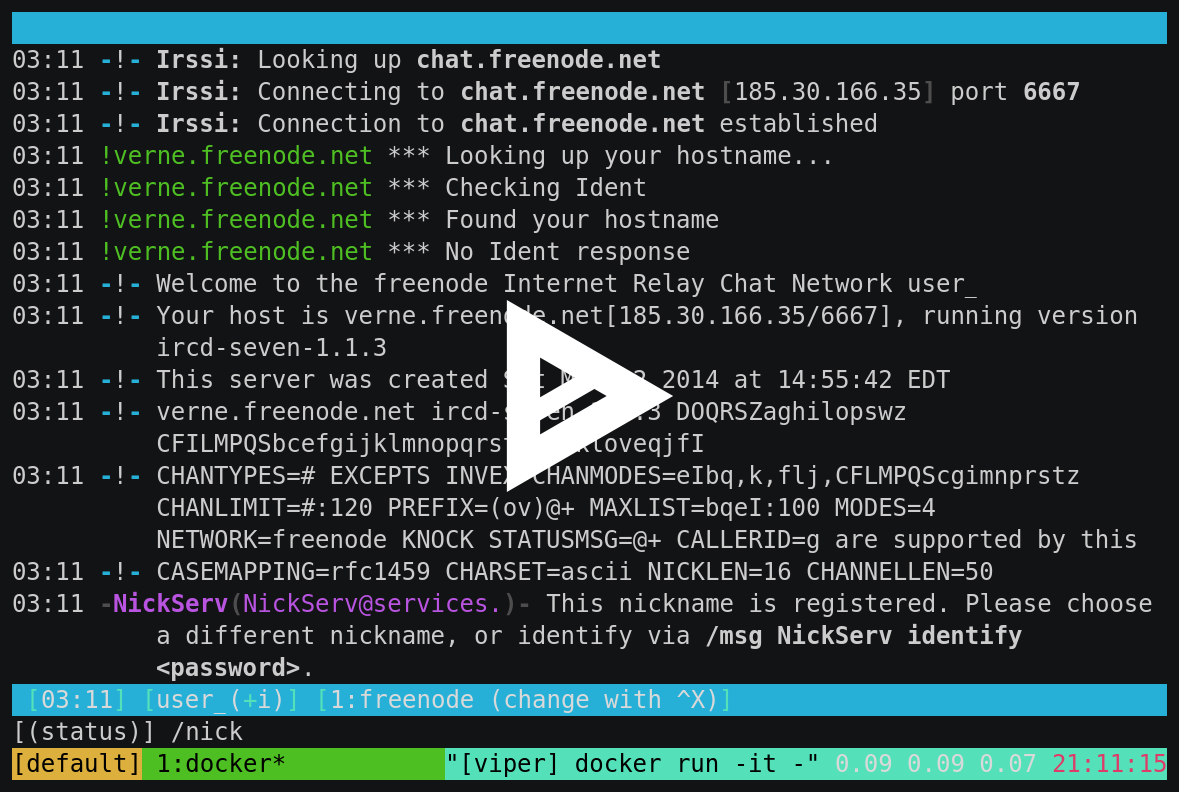 03:11 -!- Irssi: Looking up chat.freenode.net
03:11 -!- Irssi: Connecting to chat.freenode.net [185.30.166.35] port 6667
03:11 -!- Irssi: Connection to chat.freenode.net established
03:11 !verne.freenode.net *** Looking up your hostname...
03:11 !verne.freenode.net *** Checking Ident
03:11 !verne.freenode.net *** Found your hostname
03:11 !verne.freenode.net *** No Ident response
03:11 -!- Welcome to the freenode Internet Relay Chat Network user_
03:11 -!- Your host is verne.freenode.net[185.30.166.35/6667], running version
ircd-seven-1.1.3
03:11 -!- This server was created 2014 at 14:55:42 EDT
03:11 -!- verne.freenode.net DOQRSZaghilopswz
03:11 -!- CHANTYPES=# EXCEPTS INVEX CHANMODES=eIbq,k,flj,CFLMPQScgimnprstz
CHANLIMIT=#:120 PREFIX=(ov)@+ MAXLIST=bqeI:100 MODES=4
NETWORK=freenode KNOCK STATUSMSG=@+ CALLERID=g are supported by this
03:11 -!- CASEMAPPING=rfc1459 CHARSET=ascii NICKLEN=16 CHANNELLEN=50
03:11 -NickServ(NickServ@services.)- This nickname is registered. Please choose
a different nickname, or identify via /msg NickServ identify
<password>.
[03:11] [user_(+i)] [1:freenode (change with ^X)]
[(status)] /nick
[default] 1:docker* "[viper] docker run -it -" 0.09 0.09 0.07 21:11:15